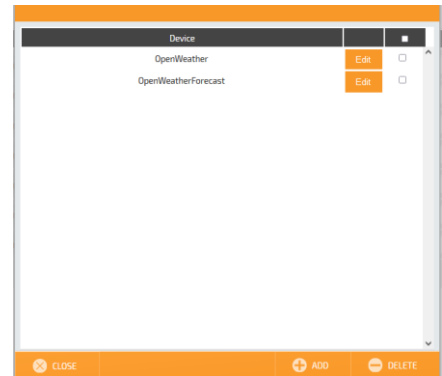 Device
OpenWeather Edit
OpenWeatherForecast Edit
CLOSE ADD DELETE